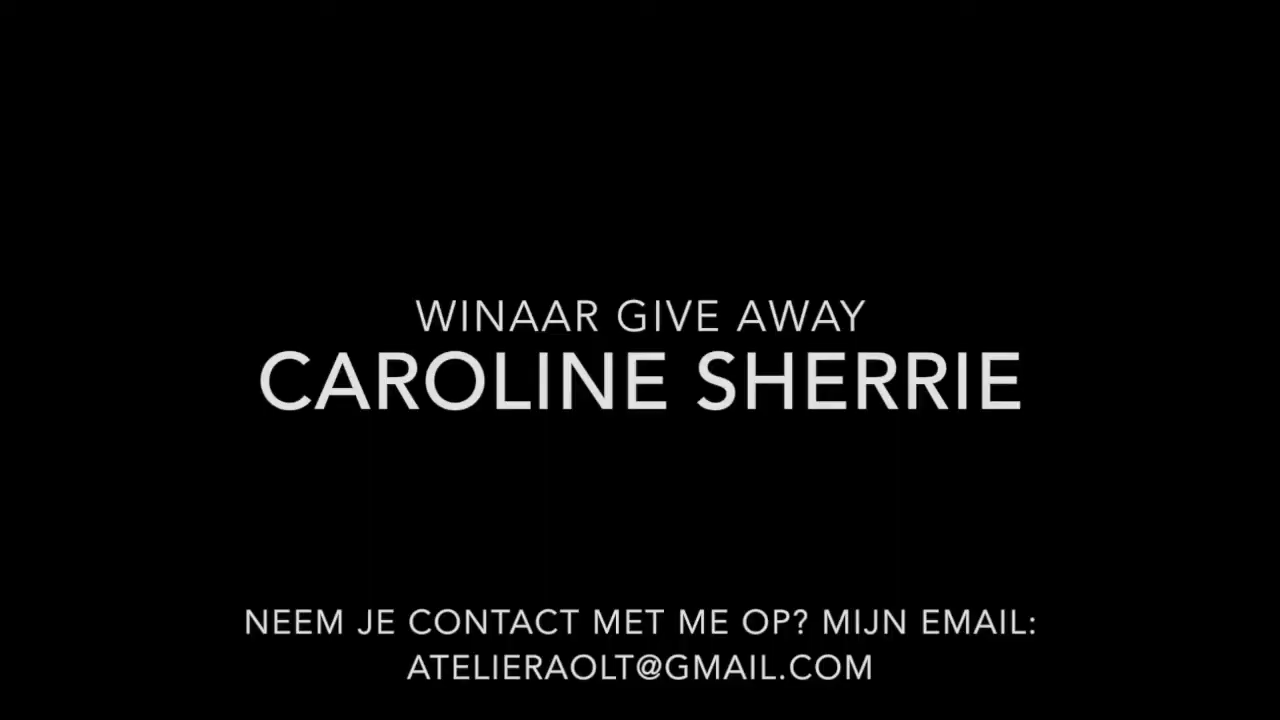 WINAAR GIVE AWAY
CAROLINE SHERRIE
NEEM JE CONTACT MET ME OP? MIJN EMAIL:
ATELIERAOLT@GMAIL.COM